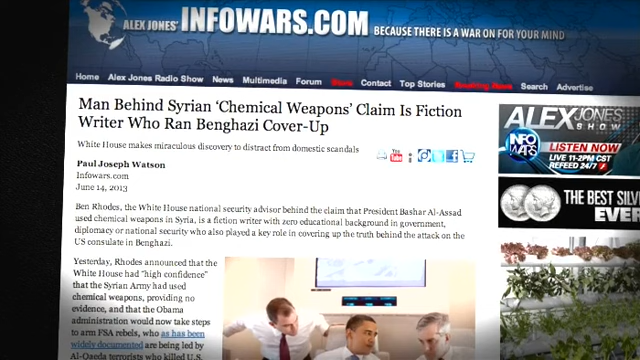 ALEX JONES' INFOWARS.COM BECAUSE THERE IS A WAR ON FOR YOUR MIND
Home Alex Jones Radio Show News Multimedia Forum Contact Top Stories Breaking News Search Advertise
Man Behind Syrian ‘Chemical Weapons’ Claim Is Fiction
Writer Who Ran Benghazi Cover-Up
White House makes miraculous discovery to distract from domestic scandals
You Tube
Paul Joseph Watson
Infowars.com
June 14, 2013
Ben Rhodes, the White House national security advisor behind the claim that President Bashar Al-Assad
used chemical weapons in Syria, is a fiction writer with zero educational background in government,
diplomacy or national security who also played a key role in covering up the truth behind the attack on the
US consulate in Benghazi.
Yesterday, Rhodes announced that the
White House had “high confidence”
that the Syrian Army had used
chemical weapons, providing no
evidence, and that the Obama
administration would now take steps
to arm FSA rebels, who as has been
widely documented are being led by
Al-Qaeda terrorists who killed U.S.
ALEX JONES
SHOW
INFO
WARS
LISTEN NOW
LIVE 11-2PM CST
REFEED 24/7
THE BEST SILV
EVER